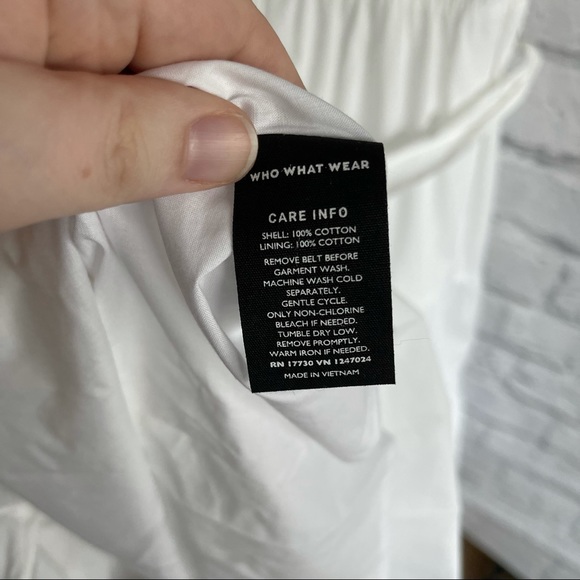 WHO WHAT WEAR
CARE INFO
SHELL: 100% COTTON
LINING: 100% COTTON
REMOVE BELT BEFORE
GARMENT WASH.
MACHINE WASH COLD
SEPARATELY.
GENTLE CYCLE.
ONLY NON-CHLORINE
BLEACH IF NEEDED.
TUMBLE DRY LOW.
REMOVE PROMPTLY.
WARM IRON IF NEEDED.
RN 17730 VN 1247024
MADE IN VIETNAM